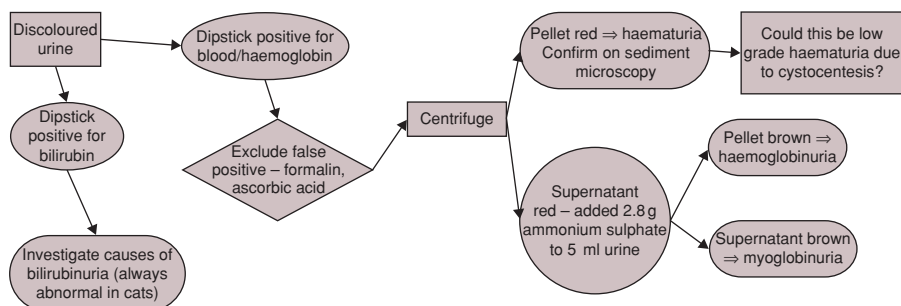 Discoloured
urine
Dipstick
positive for
bilirubin
Investigate causes of
bilirubinuria (always
abnormal in cats)
Dipstick positive for
blood/haemoglobin
Exclude false
positive – formalin,
ascorbic acid
Centrifuge
Pellet red ⇒ haematuria
Confirm on sediment
microscopy
Could this be low
grade haematuria due
to cystocentesis?
Supernatant
red – added 2.8 g
ammonium sulphate
to 5 ml urine
Pellet brown ⇒
haemoglobinuria
Supernatant brown
⇒ myoglobinuria